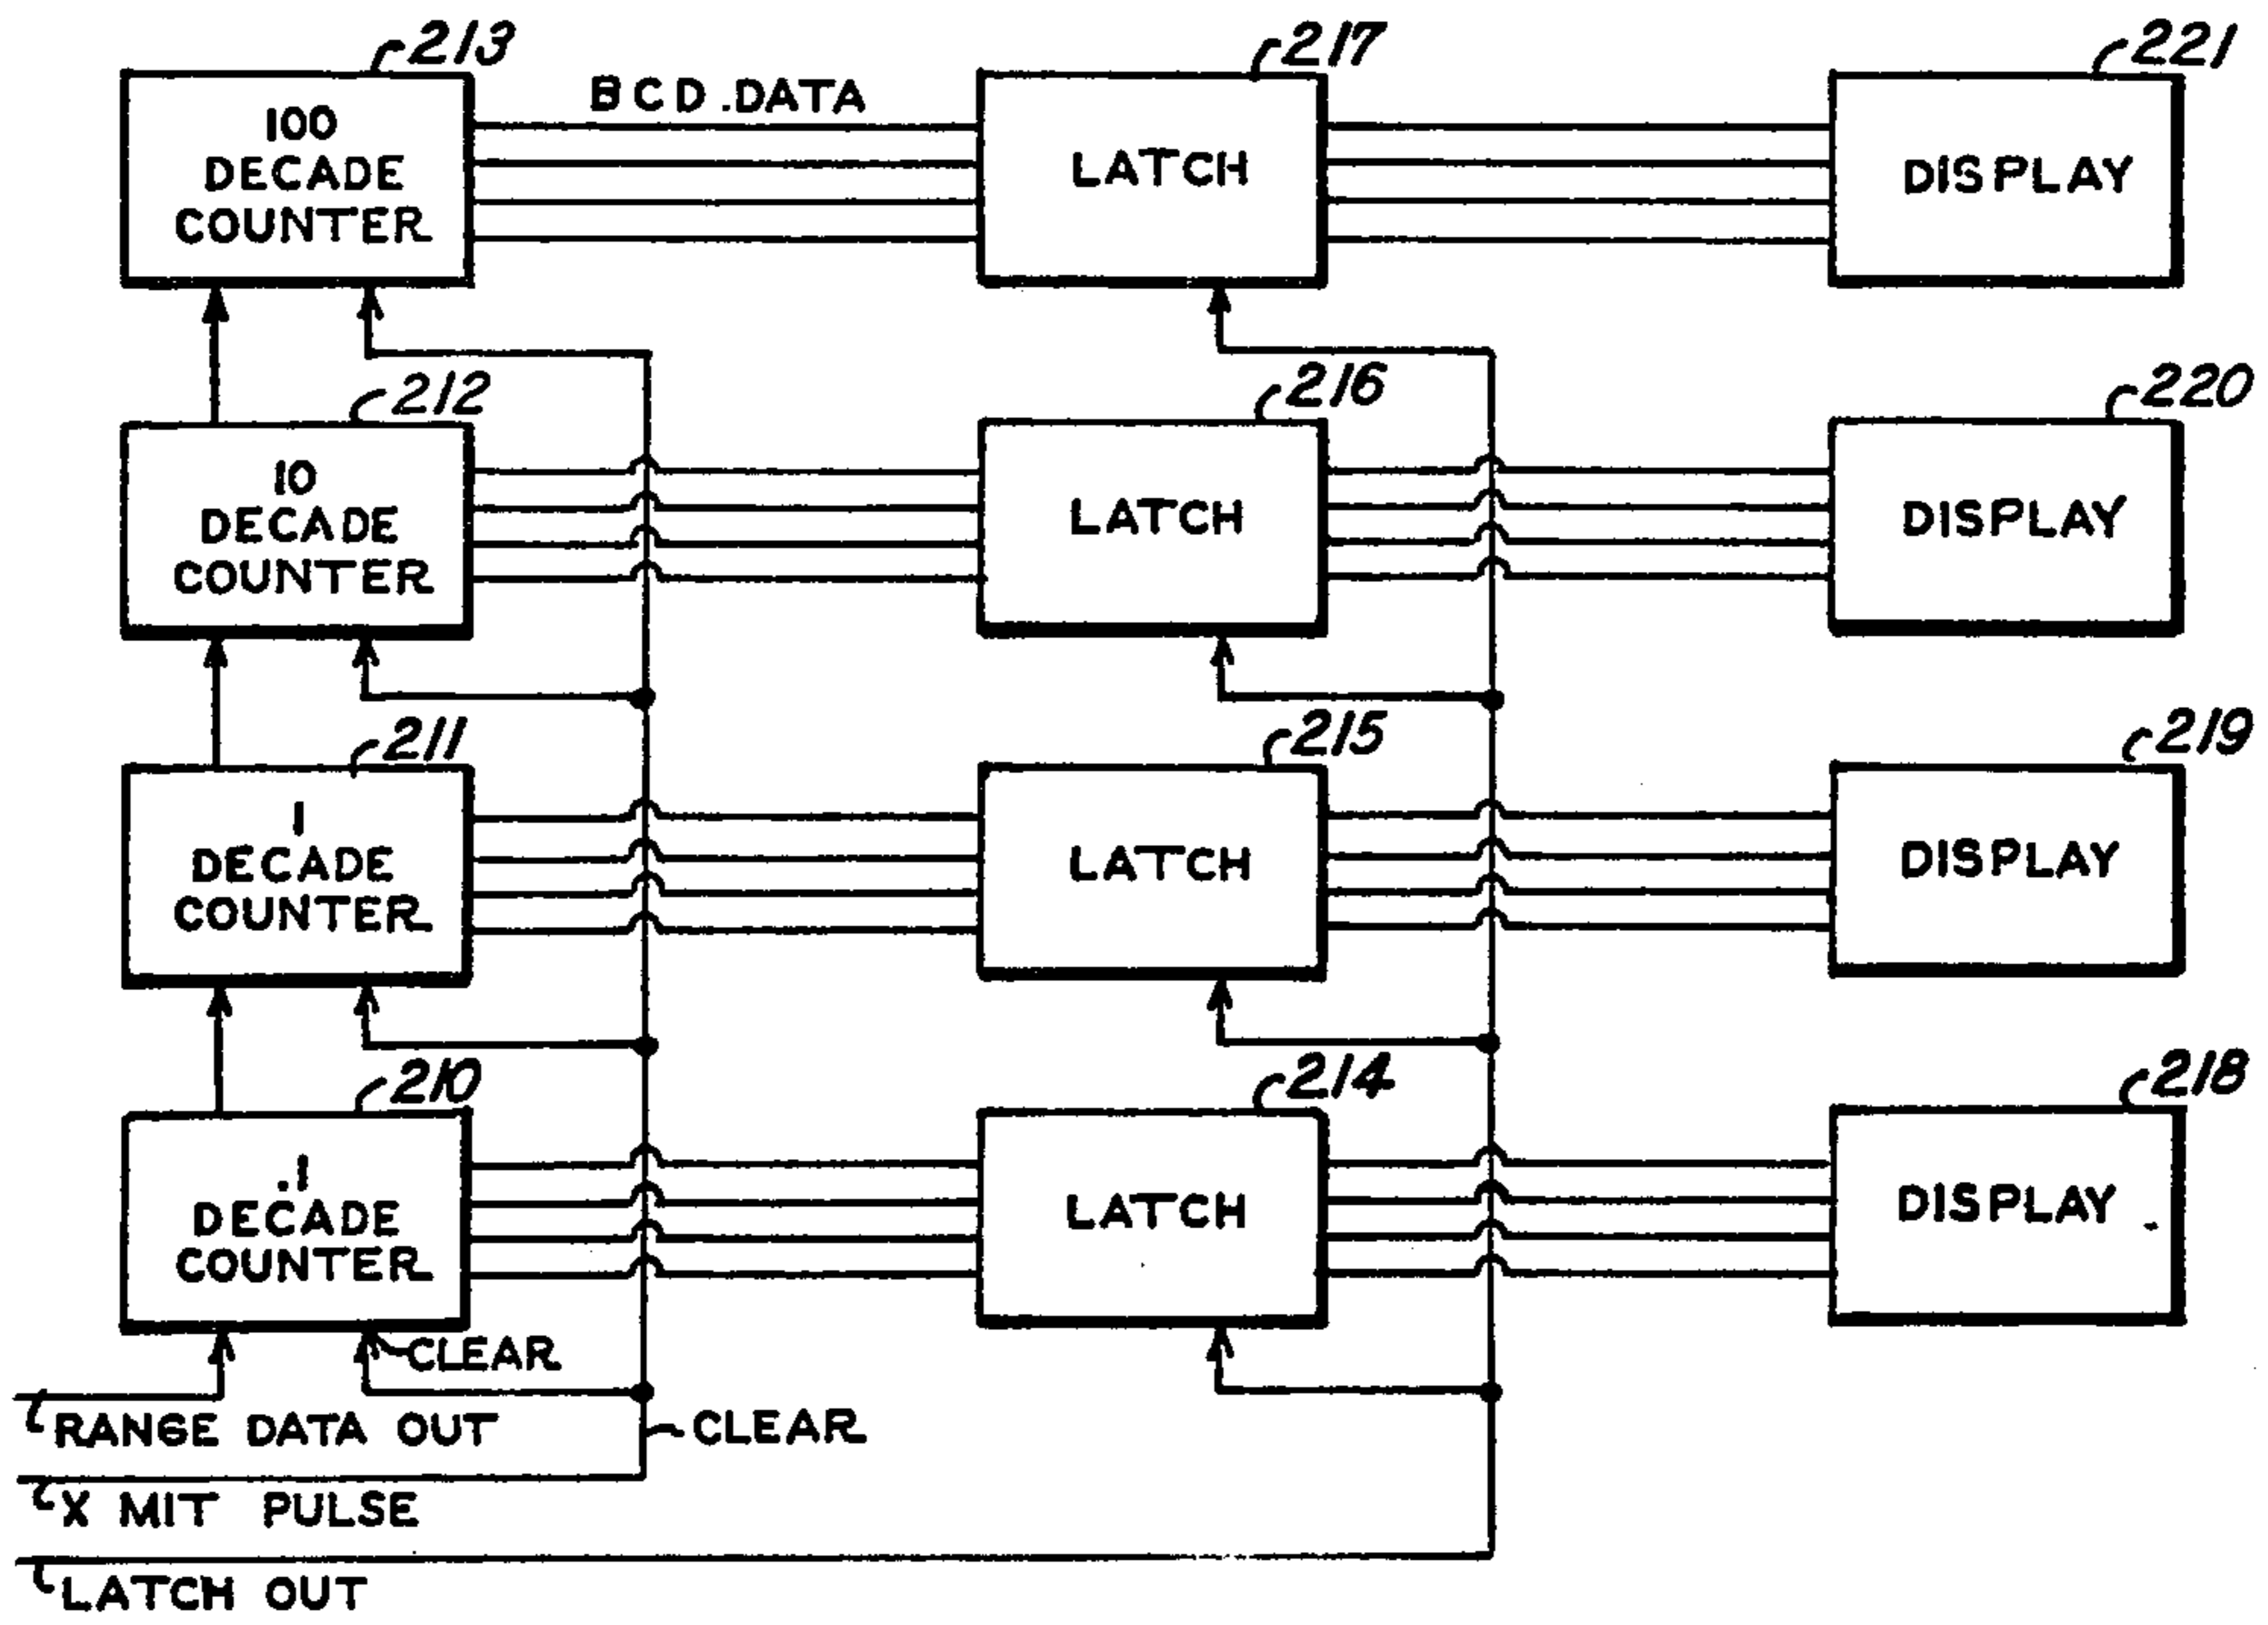 213
217
221
100
DECADE
COUNTER
BCD.DATA
LATCH
DISPLAY
212
216
220
10
DECADE
COUNTER
LATCH
DISPLAY
211
215
219
1
DECADE
COUNTER
LATCH
DISPLAY
210
214
218
.1
DECADE
COUNTER
LATCH
DISPLAY
CLEAR
RANGE DATA OUT
CLEAR
X MIT PULSE
LATCH OUT